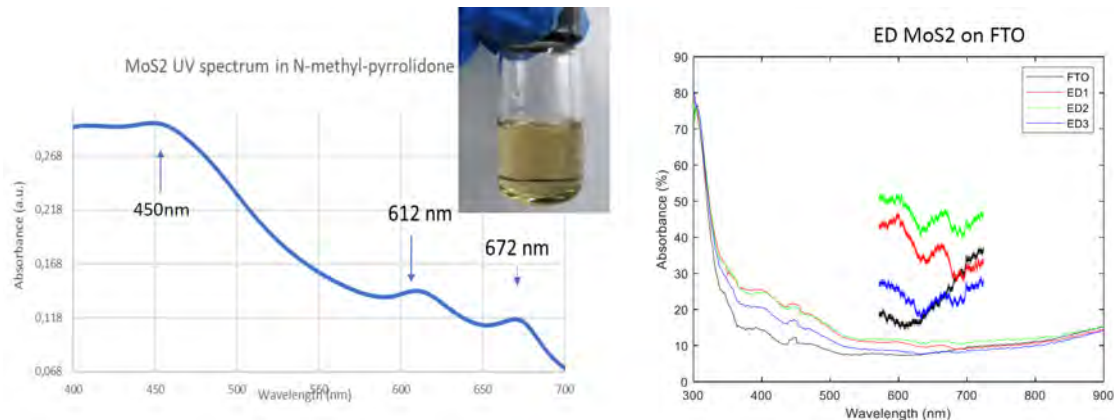 MoS2 UV spectrum in N-methyl-pyrrolidone
Absorbance (a.u.)
0,268
0,218
0,168
0,118
0,068
450nm
612 nm
672 nm
400 450 500 550 600 650 700
Wavelength (nm)
ED MoS2 on FTO
Absorbance (%)
90
80
70
60
50
40
30
20
10
0
FTO
ED1
ED2
ED3
300 400 500 600 700 800 900
Wavelength (nm)